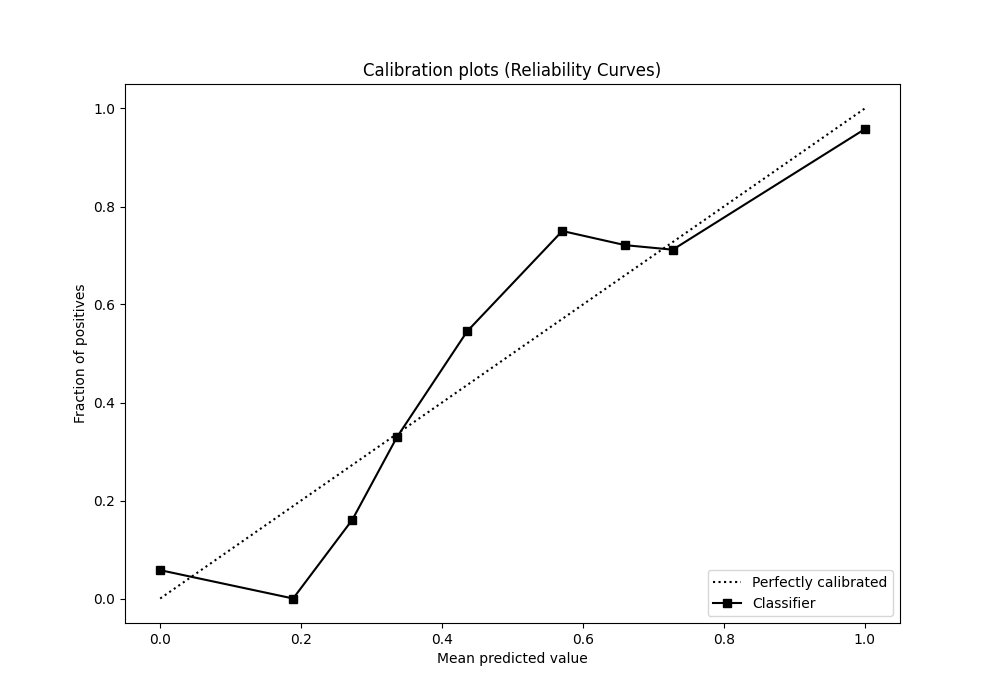 Calibration plots (Reliability Curves)
1.0
0.8
0.6
0.4
0.2
0.0
Fraction of positives
0.0 0.2 0.4 0.6 0.8 1.0
Mean predicted value
Perfectly calibrated
Classifier